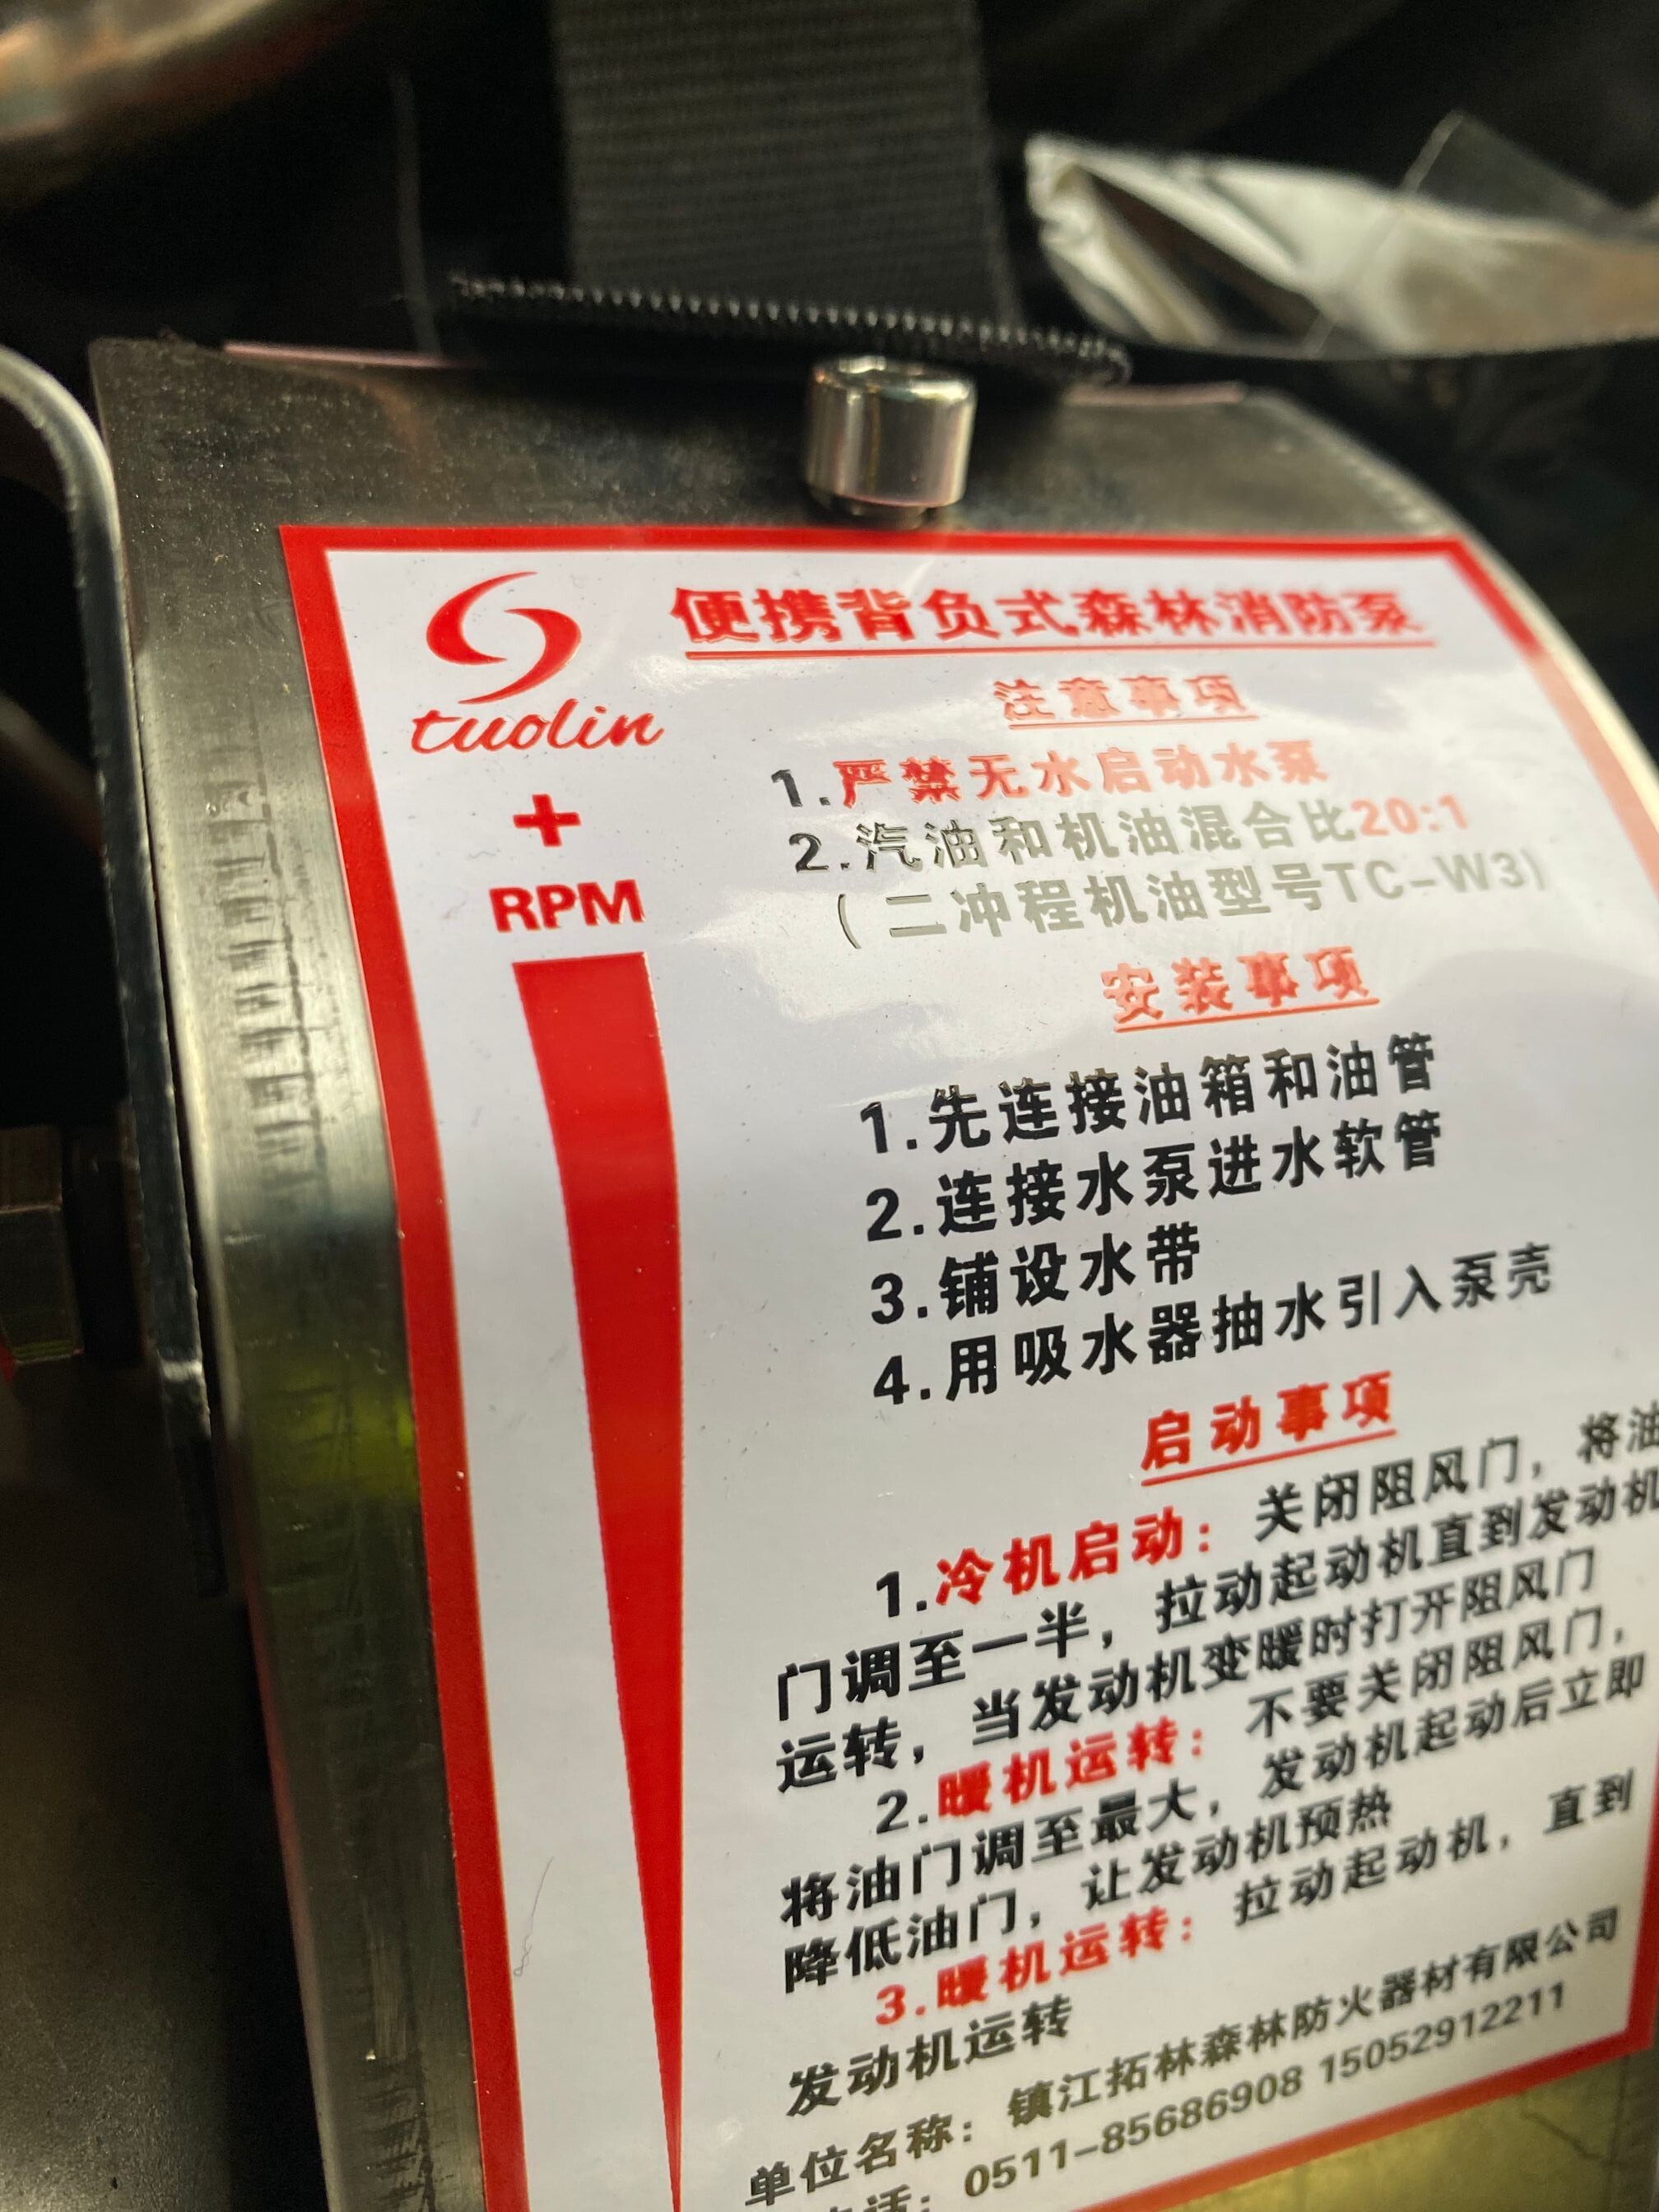 tuolin
便携背负式森林消防泵
注意事项
1.严禁无水启动水泵
2.汽油和机油混合比20:1
(二冲程机油型号TC-W3)
+
RPM
安装事项
1.先连接油箱和油管
2.连接水泵进水软管
3.铺设水带
4.用吸水器抽水引入泵壳
启动事项
1.冷机启动：关闭阻风门，将油
门调至一半，拉动起动机直到发动机
运转，当发动机变暖时打开阻风门
2.暖机运转：不要关闭阻风门，
将油门调至最大，发动机起动后立即
降低油门，让发动机预热
3.暖机运转：拉动起动机，直到
发动机运转
单位名称：镇江拓林森林防火器材有限公司
电话：0511-85686908 15052912211